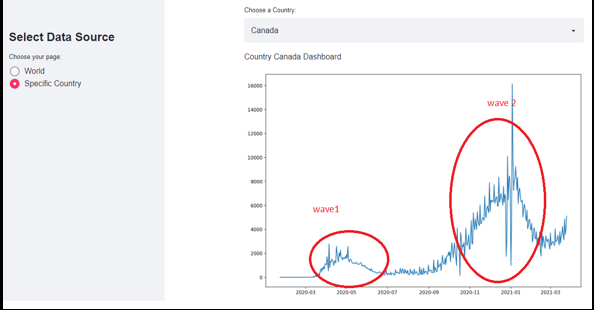 Select Data Source
Choose your page:
World
Specific Country
Choose a Country:
Canada
Country Canada Dashboard
16000
14000
12000
10000
8000
6000
4000
2000
0
wave 2
wave1
2020-03
2020-05
2020-07
2020-09
2020-11
2021-01
2021-03